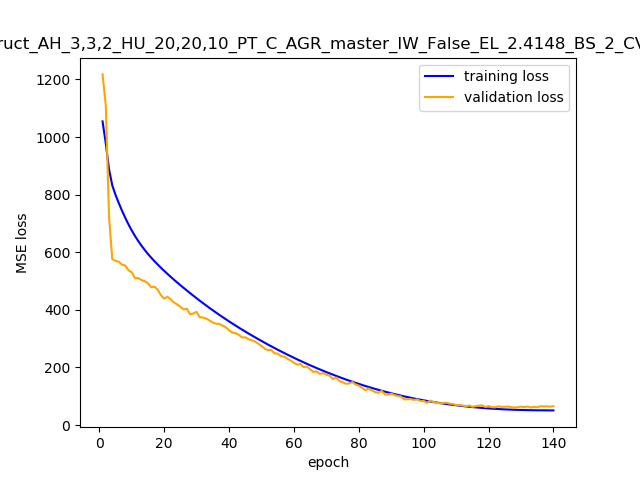 ruct_AH_3,3,2_HU_20,20,10_PT_C_AGR_master_IW_False_EL_2.4148_BS_2_CV
training loss
validation loss
MSE loss
1200
1000
800
600
400
200
0
0 20 40 60 80 100 120 140
epoch